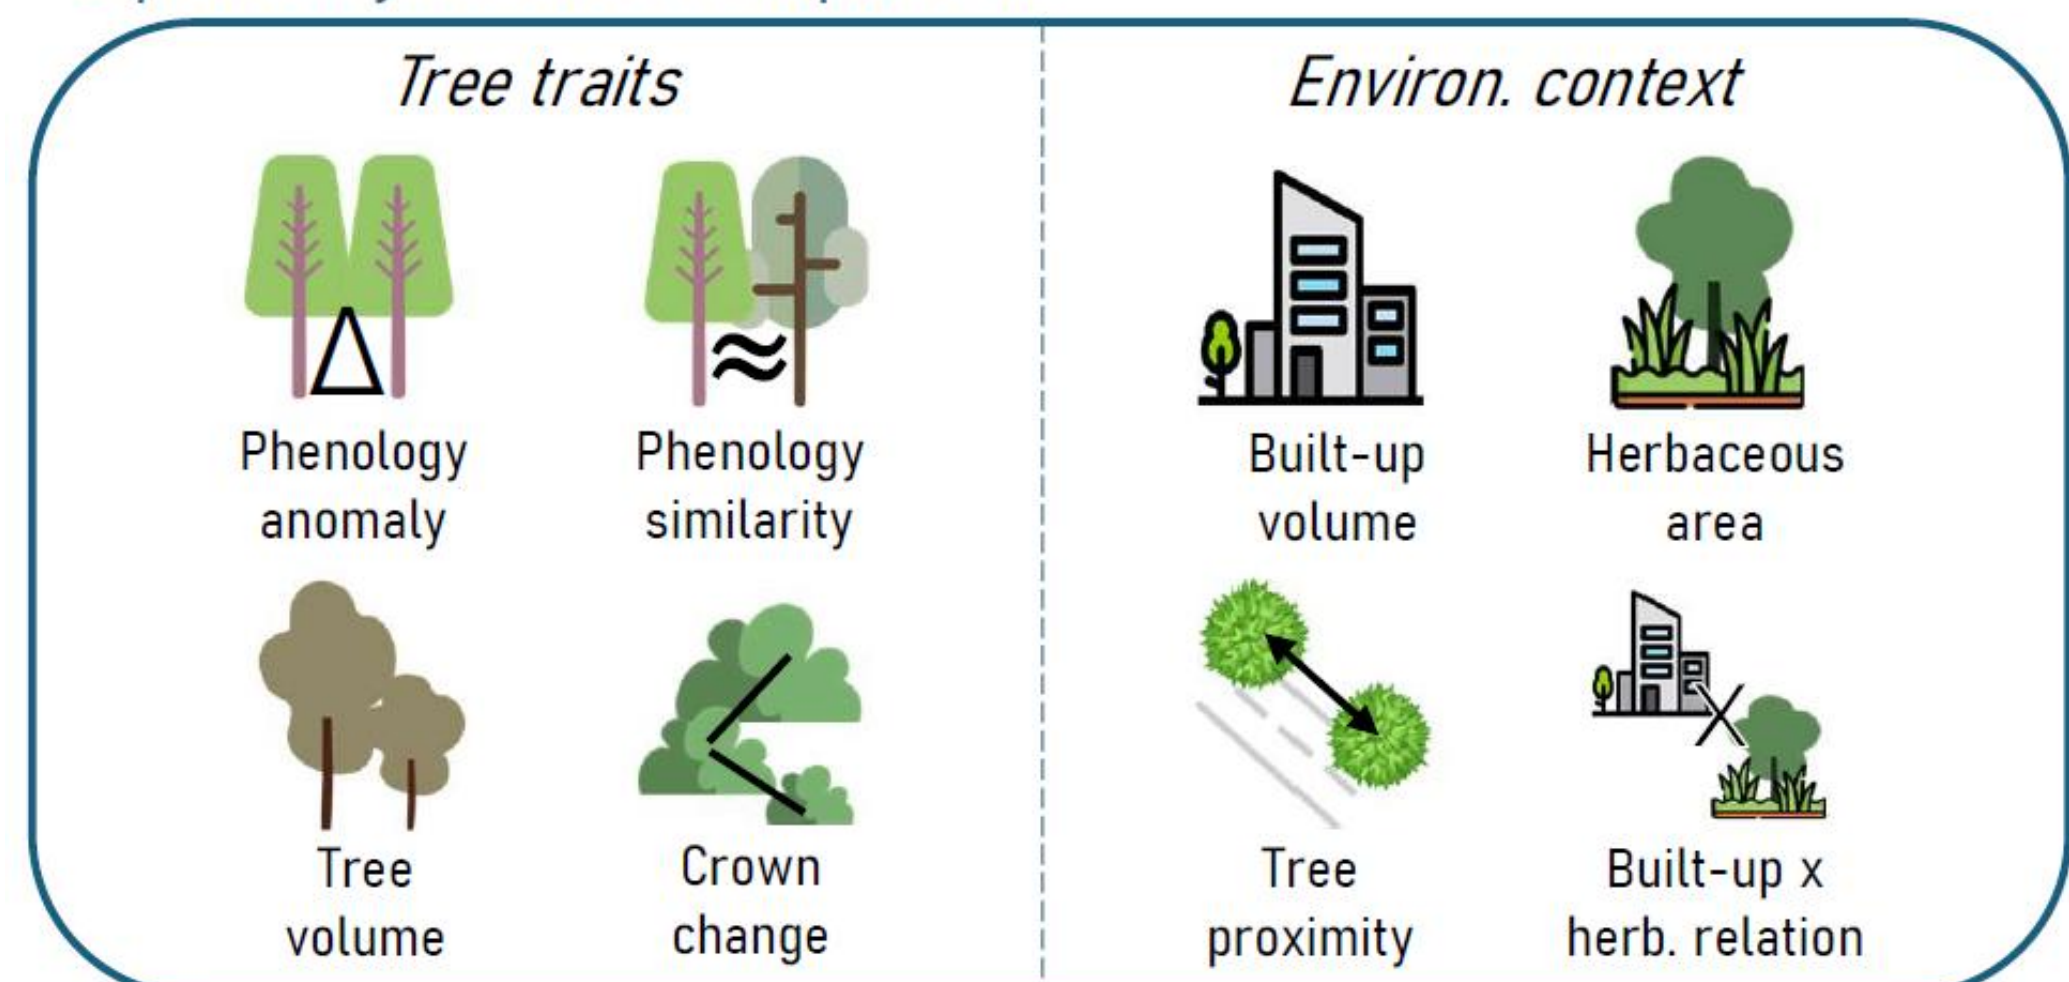 Tree traits
Environ. context
Phenology
anomaly
Phenology
similarity
Built-up
volume
Herbaceous
area
Tree
volume
Crown
change
Tree
proximity
Built-up x
herb. relation